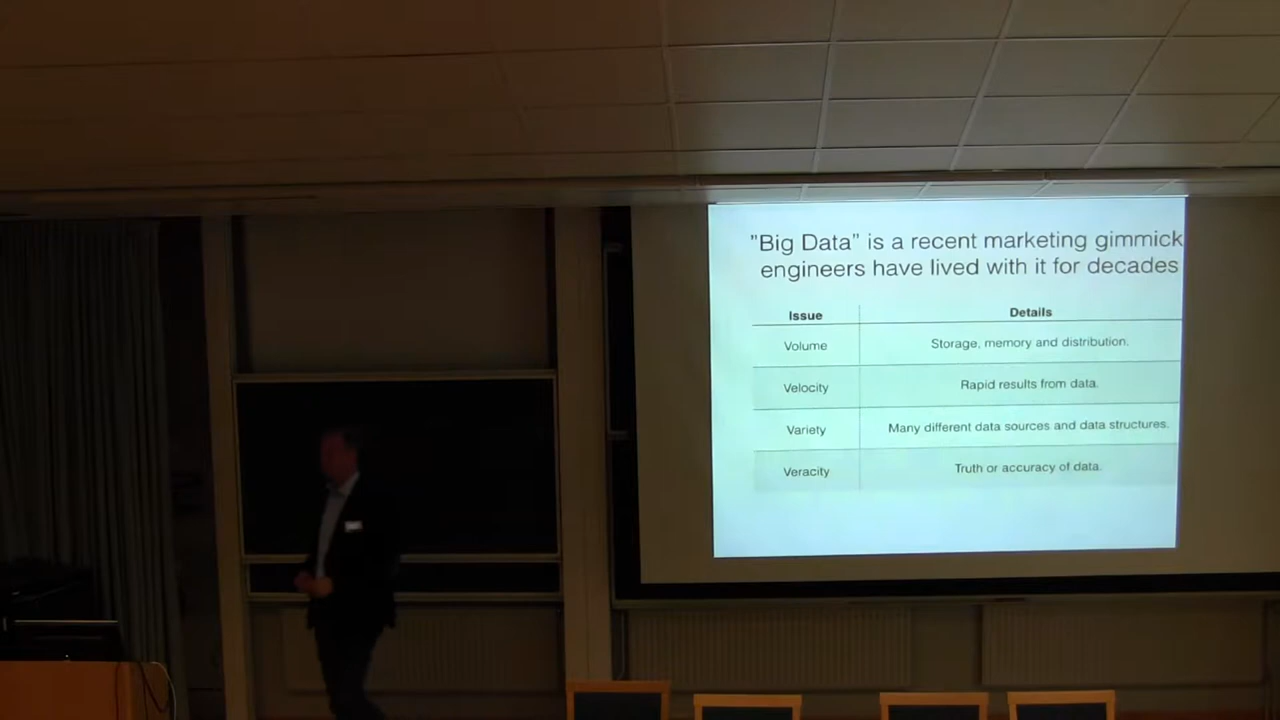 "Big Data" is a recent marketing gimmick
engineers have lived with it for decades
Issue Details
Volume Storage, memory and distribution.
Velocity Rapid results from data.
Variety Many different data sources and data structures.
Veracity Truth or accuracy of data.